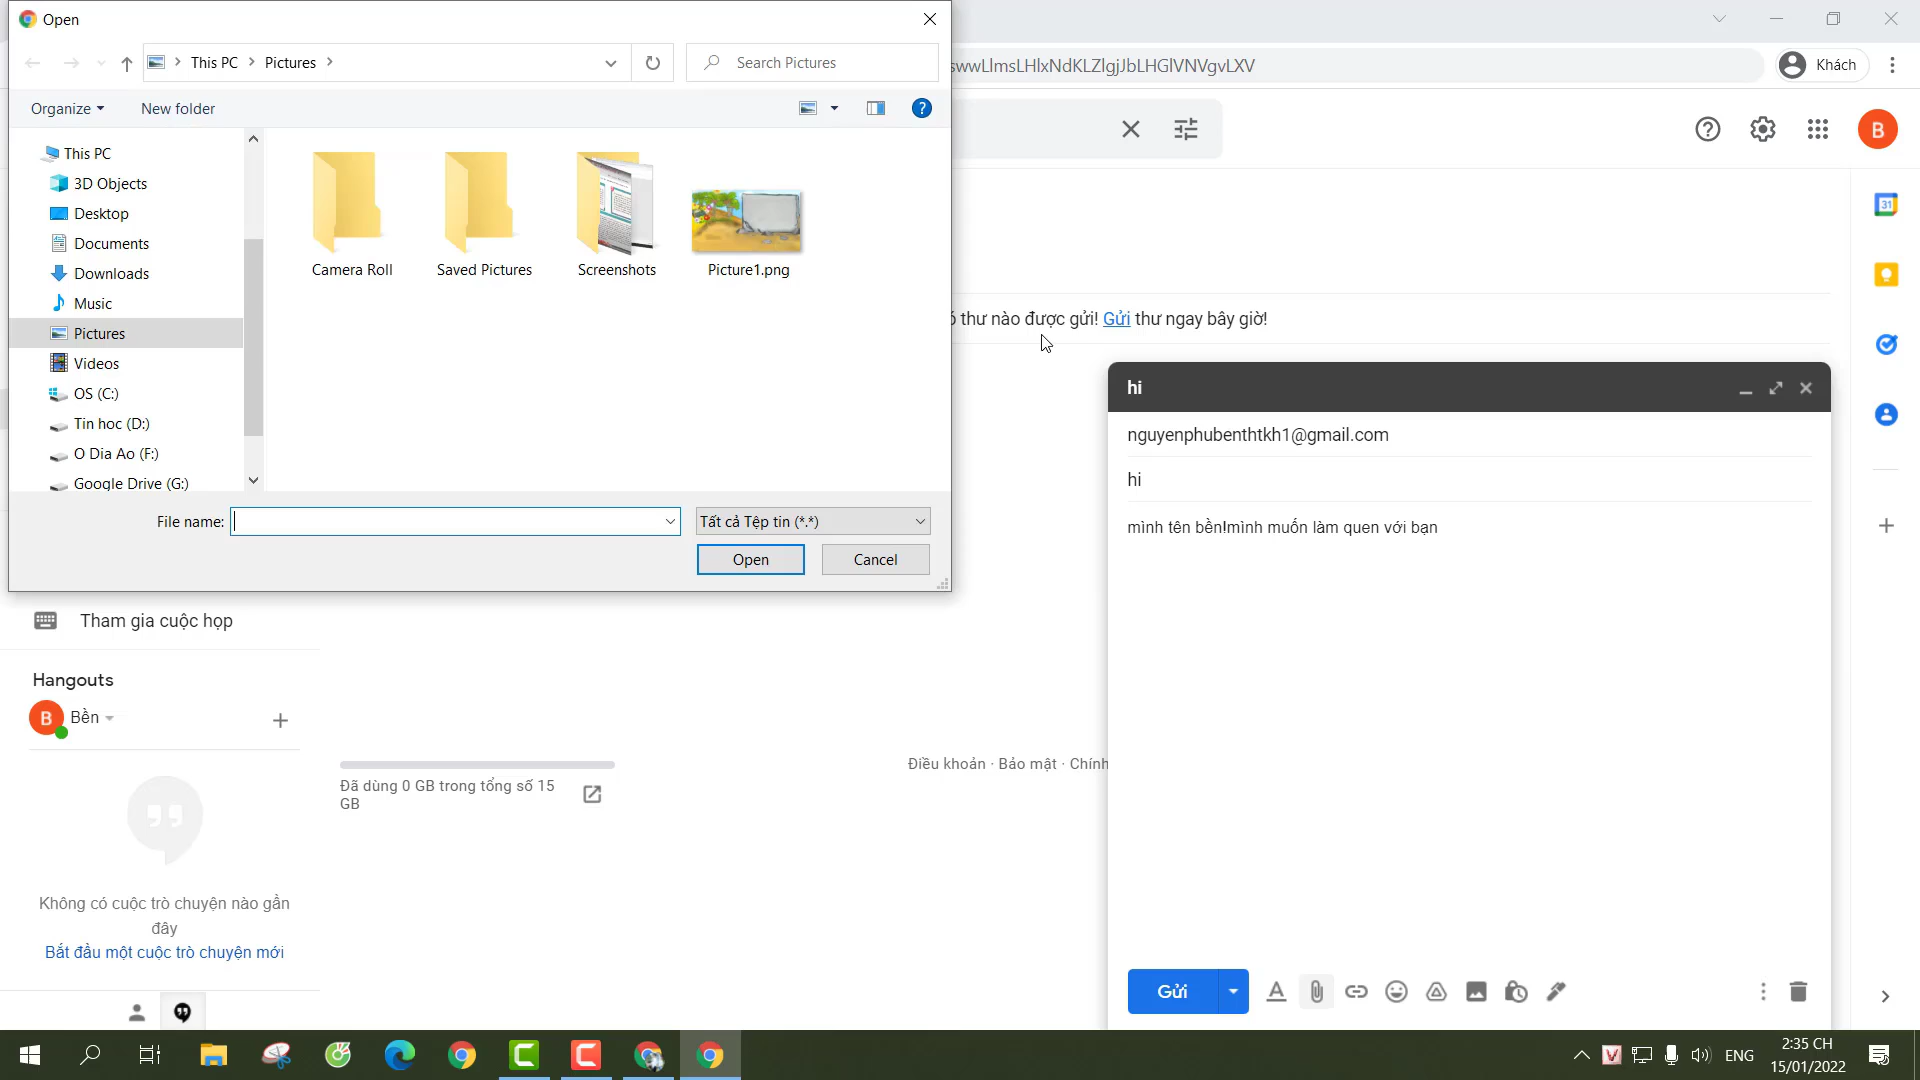 Open
This PC
Pictures
Search Pictures
Organize
New folder
This PC
3D Objects
Desktop
Documents
Downloads
Music
Pictures
Videos
OS (C:)
Tin hoc (D:)
O Dia Ao (F:)
Google Drive (G:)
Camera Roll
Saved Pictures
Screenshots
Picture1.png
File name:
Tất cả Tệp tin (*.*)
Open
Cancel
Khách
B
31
thư nào được gửi! Gửi thư ngay bây giờ!
hi
nguyenphubenthtkh1@gmail.com
hi
mình tên bền!mình muốn làm quen với bạn
Gửi
Tham gia cuộc họp
Hangouts
B
Bền
Không có cuộc trò chuyện nào gần
đây
Bắt đầu một cuộc trò chuyện mới
Đã dùng 0 GB trong tổng số 15
GB
Điều khoản · Bảo mật · Chính
ENG
2:35 CH
15/01/2022